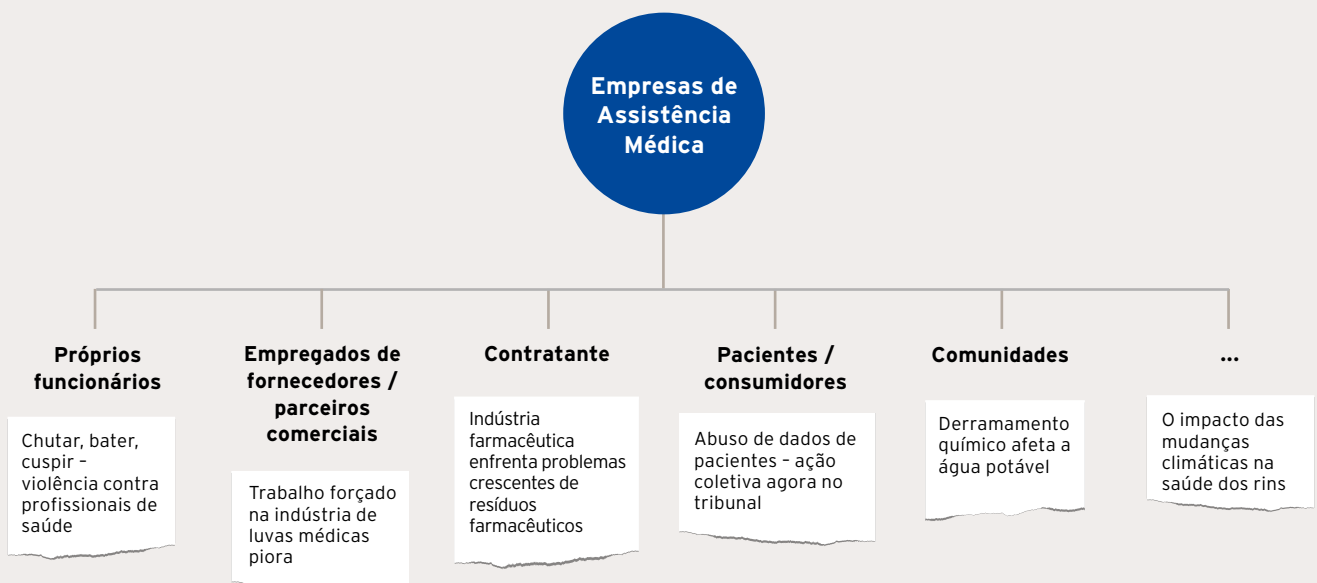 Empresas de
Assistência
Médica
Próprios
funcionários
Chutar, bater,
cuspir –
violência contra
profissionais de
saúde
Empregados de
fornecedores /
parceiros
comerciais
Trabalho forçado
na indústria de
luvas médicas
piora
Contratante
Indústria
farmacêutica
enfrenta problemas
crescentes de
resíduos
farmacêuticos
Pacientes /
consumidores
Abuso de dados de
pacientes – ação
coletiva agora no
tribunal
Comunidades
Derramamento
químico afeta a
água potável
...
O impacto das
mudanças
climáticas na
saúde dos rins